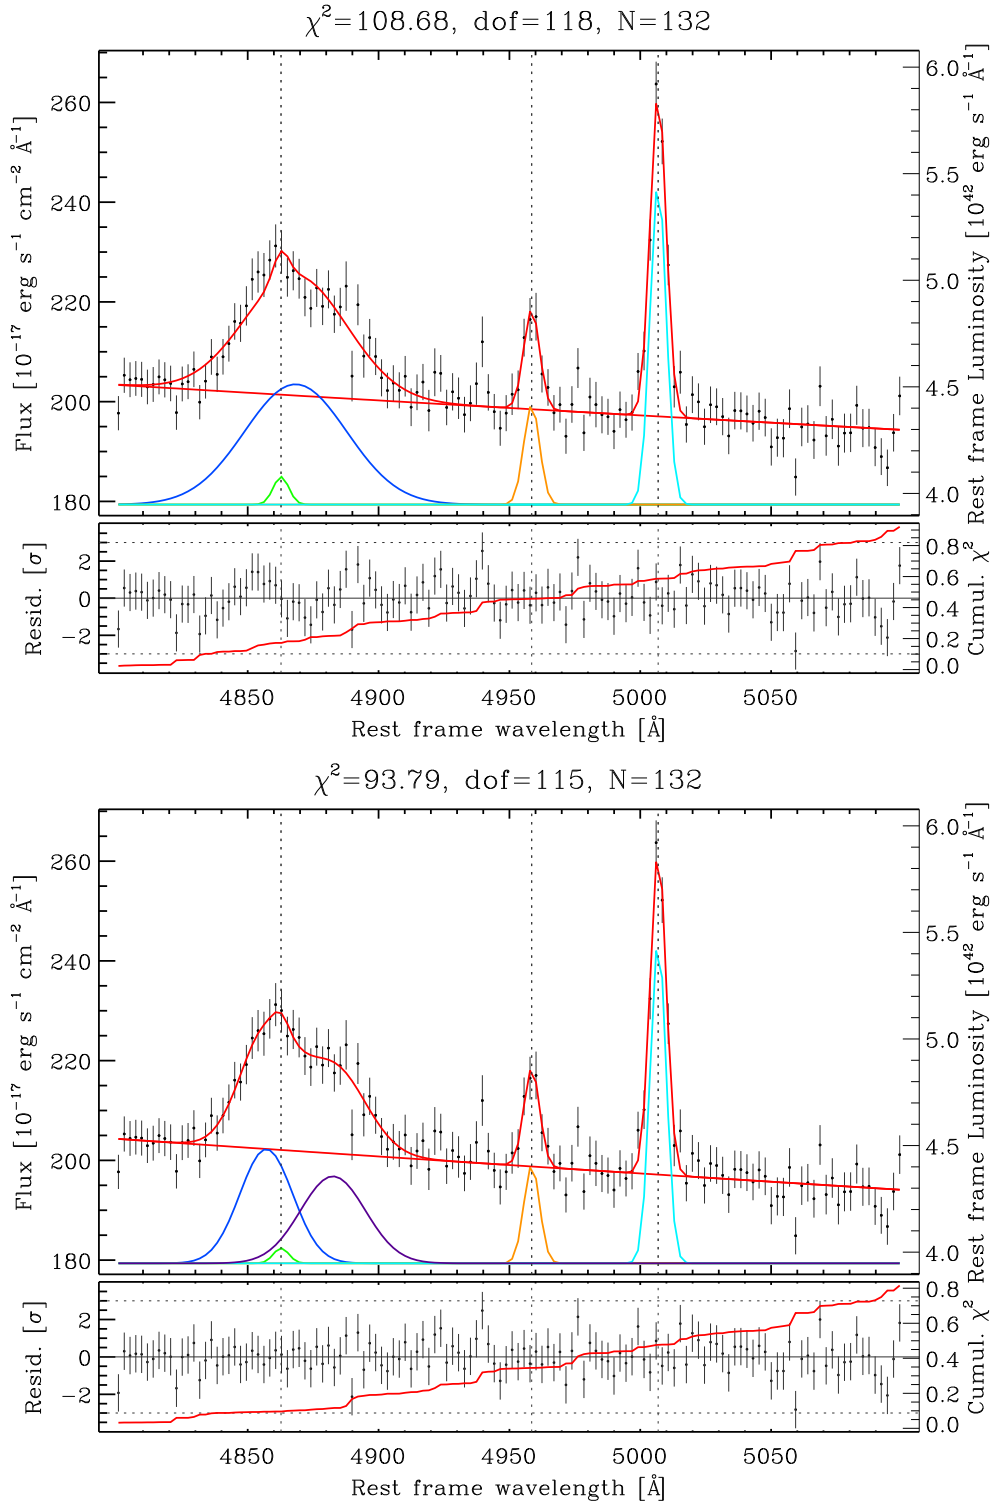 χ²=108.68, dof=118, N=132
Flux [10⁻¹⁷ erg s⁻¹ cm⁻² Å⁻¹]
260
240
220
200
180
6.0
5.5
5.0
4.5
4.0
Rest frame Luminosity [10⁴² erg s⁻¹ Å⁻¹]
Resid. [σ]
2
0
−2
0.8
0.6
0.4
0.2
0.0
Cumul. χ²
4850 4900 4950 5000 5050
Rest frame wavelength [Å]
χ²=93.79, dof=115, N=132
Flux [10⁻¹⁷ erg s⁻¹ cm⁻² Å⁻¹]
260
240
220
200
180
6.0
5.5
5.0
4.5
4.0
Rest frame Luminosity [10⁴² erg s⁻¹ Å⁻¹]
Resid. [σ]
2
0
−2
0.8
0.6
0.4
0.2
0.0
Cumul. χ²
4850 4900 4950 5000 5050
Rest frame wavelength [Å]